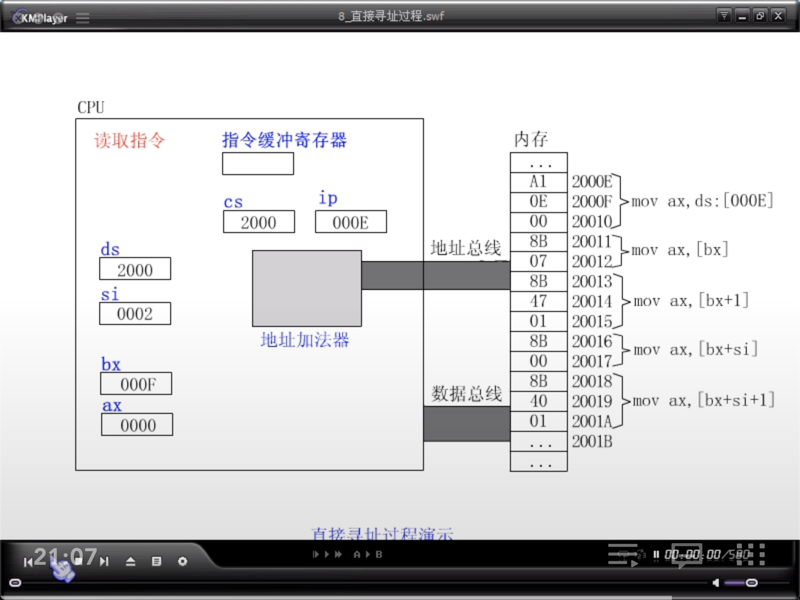 KMPlayer
8_直接寻址过程.swf
CPU
读取指令
指令缓冲寄存器
内存
...
A1 2000E
0E 2000F mov ax,ds:[000E]
00 20010
cs
ip
2000
000E
8B 20011
07 20012 mov ax,[bx]
地址总线
ds
2000
si
0002
8B 20013
47 20014 mov ax,[bx+1]
01 20015
地址加法器
8B 20016
00 20017 mov ax,[bx+si]
bx
000F
ax
0000
数据总线
8B 20018
40 20019 mov ax,[bx+si+1]
01 2001A
... 2001B
...
直接寻址过程演示
21:07
A B
00:00:00/580